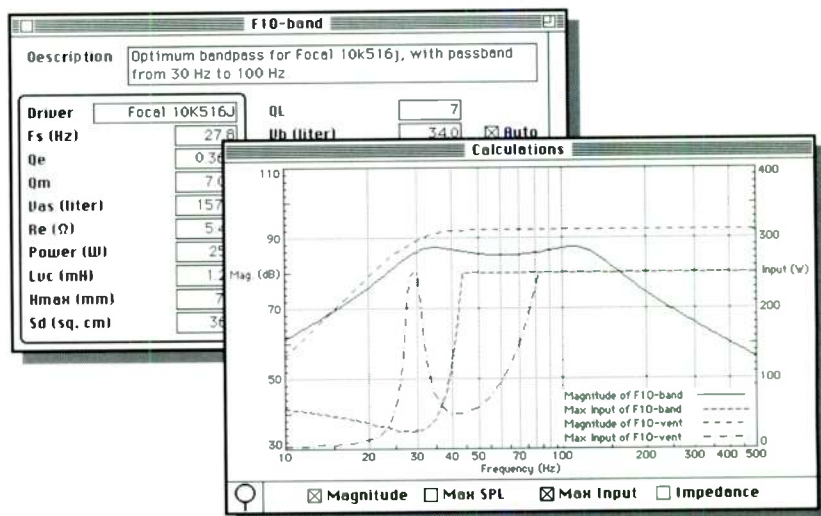 F10-band
Description Optimum bandpass for Focal 10k516j, with passband
from 30 Hz to 100 Hz
Driver Focal 10K516J QL 7
Fs (Hz) 27.8 Vb (liter) 34.0 Auto
Qe
Qm
Vas (liter)
Re (Ω)
Power (W)
Lvc (mH)
Xmax (mm)
Sd (sq. cm)
Calculations
110 400
90 300
Mag. (dB) Input (W)
70 200
50 100
30 0
Magnitude of F10-band
Max Input of F10-band
Magnitude of F10-vent
Max Input of F10-vent
10 20 30 40 50 70 100 200 300 500
Frequency (Hz)
Magnitude Max SPL Max Input Impedance